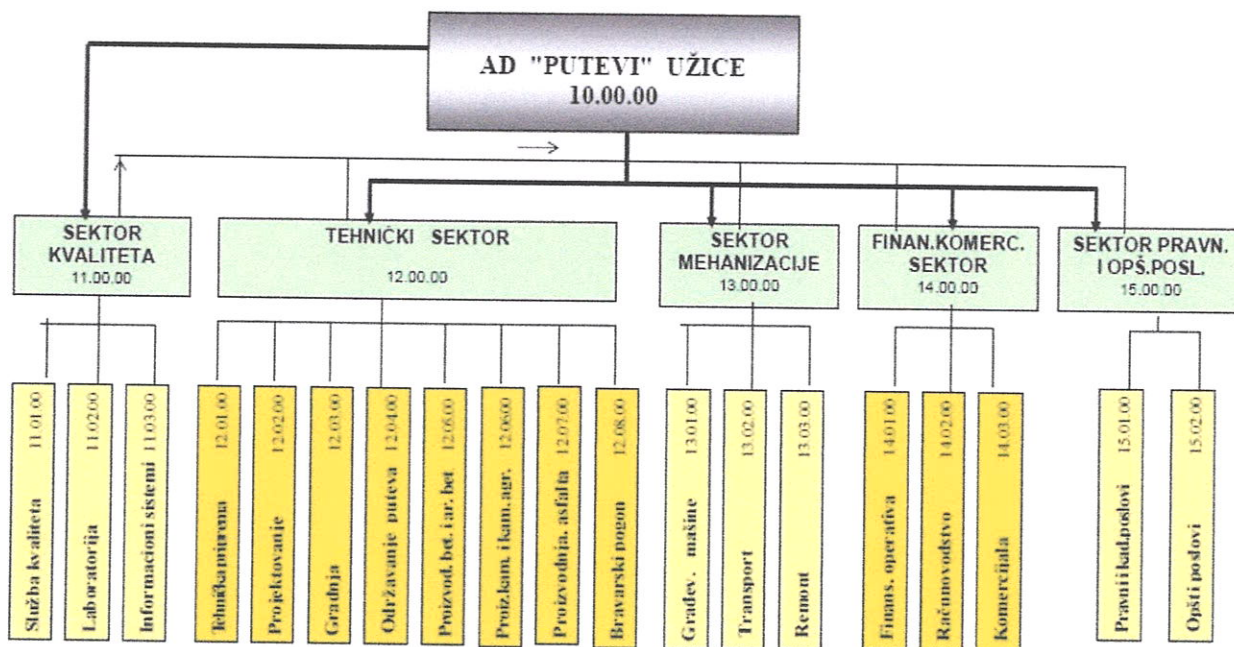 AD "PUTEVI" UŽICE
10.00.00
SEKTOR
KVALITETA
11.00.00
TEHNIČKI SEKTOR
12.00.00
SEKTOR
MEHANIZACIJE
13.00.00
FINAN.KOMERC.
SEKTOR
14.00.00
SEKTOR PRAVN.
I OPŠ.POSL.
15.00.00
Služba kvaliteta 11.01.00
Laboratorija 11.02.00
Informacioni sistemi 11.03.00
Tehnička priprema 12.01.00
Projektovanje 12.02.00
Gradnja 12.03.00
Održavanje puteva 12.04.00
Proizvod. bet. i ar. bet 12.05.00
Proiz.kam. i kam. agr. 12.06.00
Proizvodnja. asfalta 12.07.00
Bravarski pogon 12.08.00
Građev. mašine 13.01.00
Transport 13.02.00
Remont 13.03.00
Finans. operativa 14.01.00
Računovodstvo 14.02.00
Komercijala 14.03.00
Pravni i kad.poslovi 15.01.00
Opšti poslovi 15.02.00